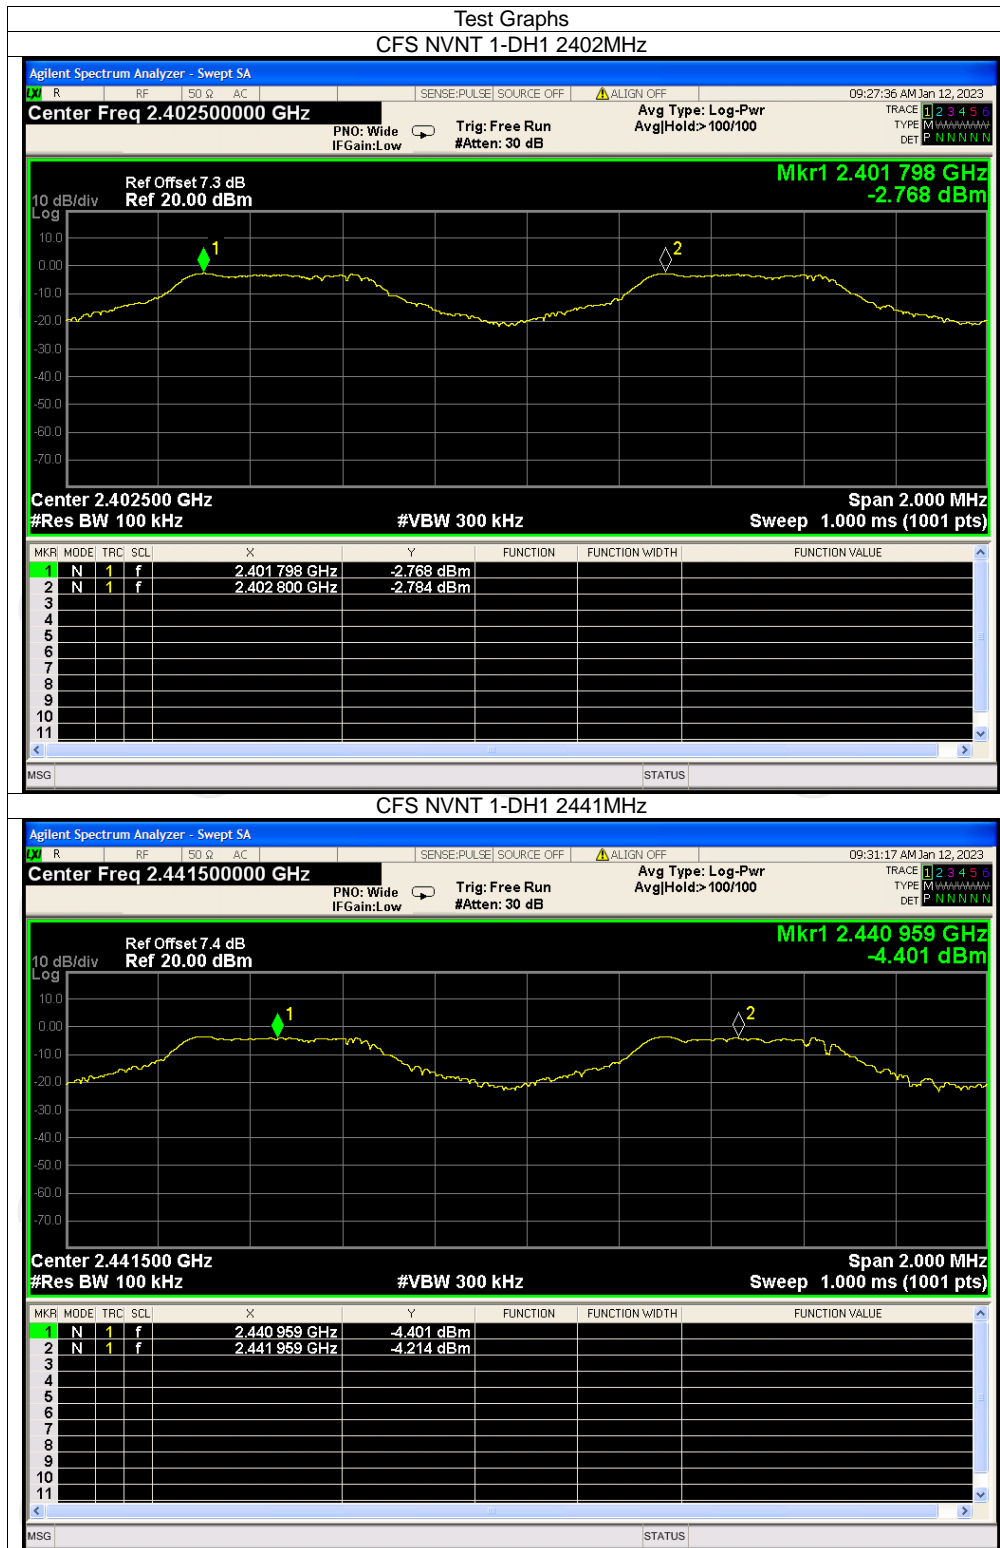 Test Graphs
CFS NVNT 1-DH1 2402MHz
Agilent Spectrum Analyzer - Swept SA
LXI R RF 50 Ω AC SENSE:PULSE SOURCE OFF ALIGN OFF 09:27:36 AM Jan 12, 2023
Center Freq 2.402500000 GHz Avg Type: Log-Pwr TRACE 1 2 3 4 5 6
PNO: Wide Trig: Free Run Avg|Hold:> 100/100 TYPE M WWWWW
IFGain:Low #Atten: 30 dB DET P N N N N N
Mkr1 2.401 798 GHz
Ref Offset 7.3 dB
10 dB/div Ref 20.00 dBm -2.768 dBm
Log
10.0
1 2
0.00
-10.0
-20.0
-30.0
-40.0
-50.0
-60.0
-70.0
Center 2.402500 GHz Span 2.000 MHz
#Res BW 100 kHz #VBW 300 kHz Sweep 1.000 ms (1001 pts)
MKR MODE TRC SCL X Y FUNCTION FUNCTION WIDTH FUNCTION VALUE
1 N 1 f 2.401 798 GHz -2.768 dBm
2 N 1 f 2.402 800 GHz -2.784 dBm
3
4
5
6
7
8
9
10
11
MSG STATUS
CFS NVNT 1-DH1 2441MHz
Agilent Spectrum Analyzer - Swept SA
LXI R RF 50 Ω AC SENSE:PULSE SOURCE OFF ALIGN OFF 09:31:17 AM Jan 12, 2023
Center Freq 2.441500000 GHz Avg Type: Log-Pwr TRACE 1 2 3 4 5 6
PNO: Wide Trig: Free Run Avg|Hold:> 100/100 TYPE M WWWWW
IFGain:Low #Atten: 30 dB DET P N N N N N
Mkr1 2.440 959 GHz
Ref Offset 7.4 dB
10 dB/div Ref 20.00 dBm -4.401 dBm
Log
10.0
1 2
0.00
-10.0
-20.0
-30.0
-40.0
-50.0
-60.0
-70.0
Center 2.441500 GHz Span 2.000 MHz
#Res BW 100 kHz #VBW 300 kHz Sweep 1.000 ms (1001 pts)
MKR MODE TRC SCL X Y FUNCTION FUNCTION WIDTH FUNCTION VALUE
1 N 1 f 2.440 959 GHz -4.401 dBm
2 N 1 f 2.441 959 GHz -4.214 dBm
3
4
5
6
7
8
9
10
11
MSG STATUS